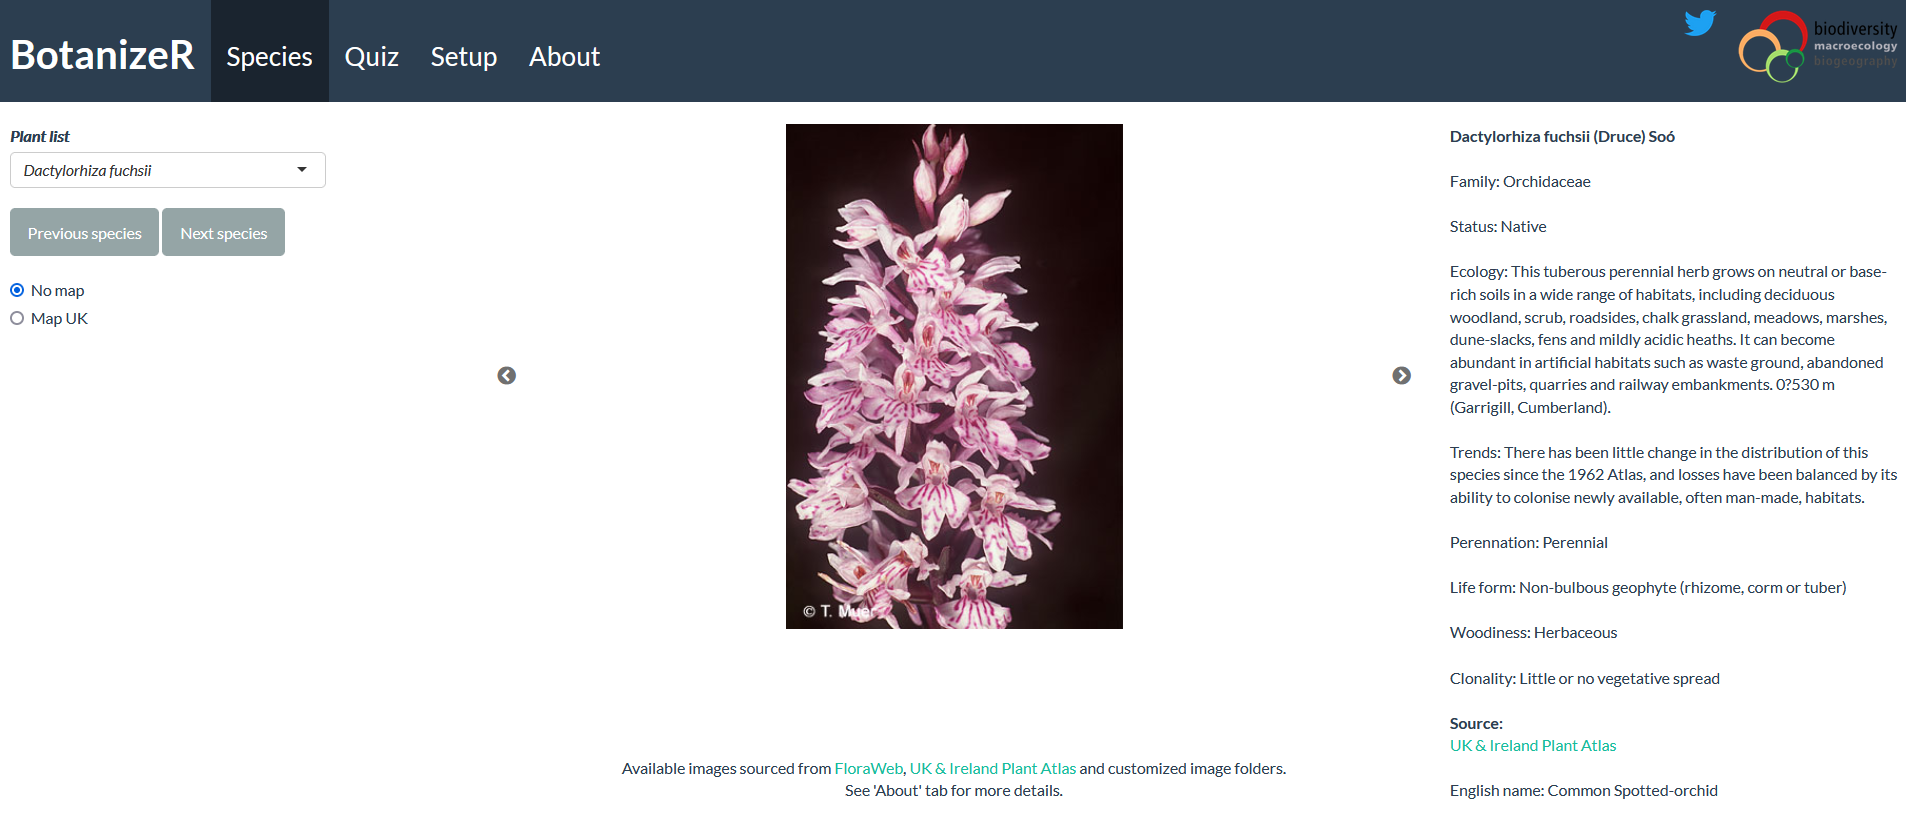 BotanizeR
Species
Quiz
Setup
About
biodiversity
macroecology
biogeography
Plant list
Dactylorhiza fuchsii
Previous species
Next species
No map
Map UK
© T. Muer
Available images sourced from FloraWeb, UK & Ireland Plant Atlas and customized image folders.
See 'About' tab for more details.
Dactylorhiza fuchsii (Druce) Soó
Family: Orchidaceae
Status: Native
Ecology: This tuberous perennial herb grows on neutral or base-
rich soils in a wide range of habitats, including deciduous
woodland, scrub, roadsides, chalk grassland, meadows, marshes,
dune-slacks, fens and mildly acidic heaths. It can become
abundant in artificial habitats such as waste ground, abandoned
gravel-pits, quarries and railway embankments. 0?530 m
(Garrigill, Cumberland).
Trends: There has been little change in the distribution of this
species since the 1962 Atlas, and losses have been balanced by its
ability to colonise newly available, often man-made, habitats.
Perennation: Perennial
Life form: Non-bulbous geophyte (rhizome, corm or tuber)
Woodiness: Herbaceous
Clonality: Little or no vegetative spread
Source:
UK & Ireland Plant Atlas
English name: Common Spotted-orchid